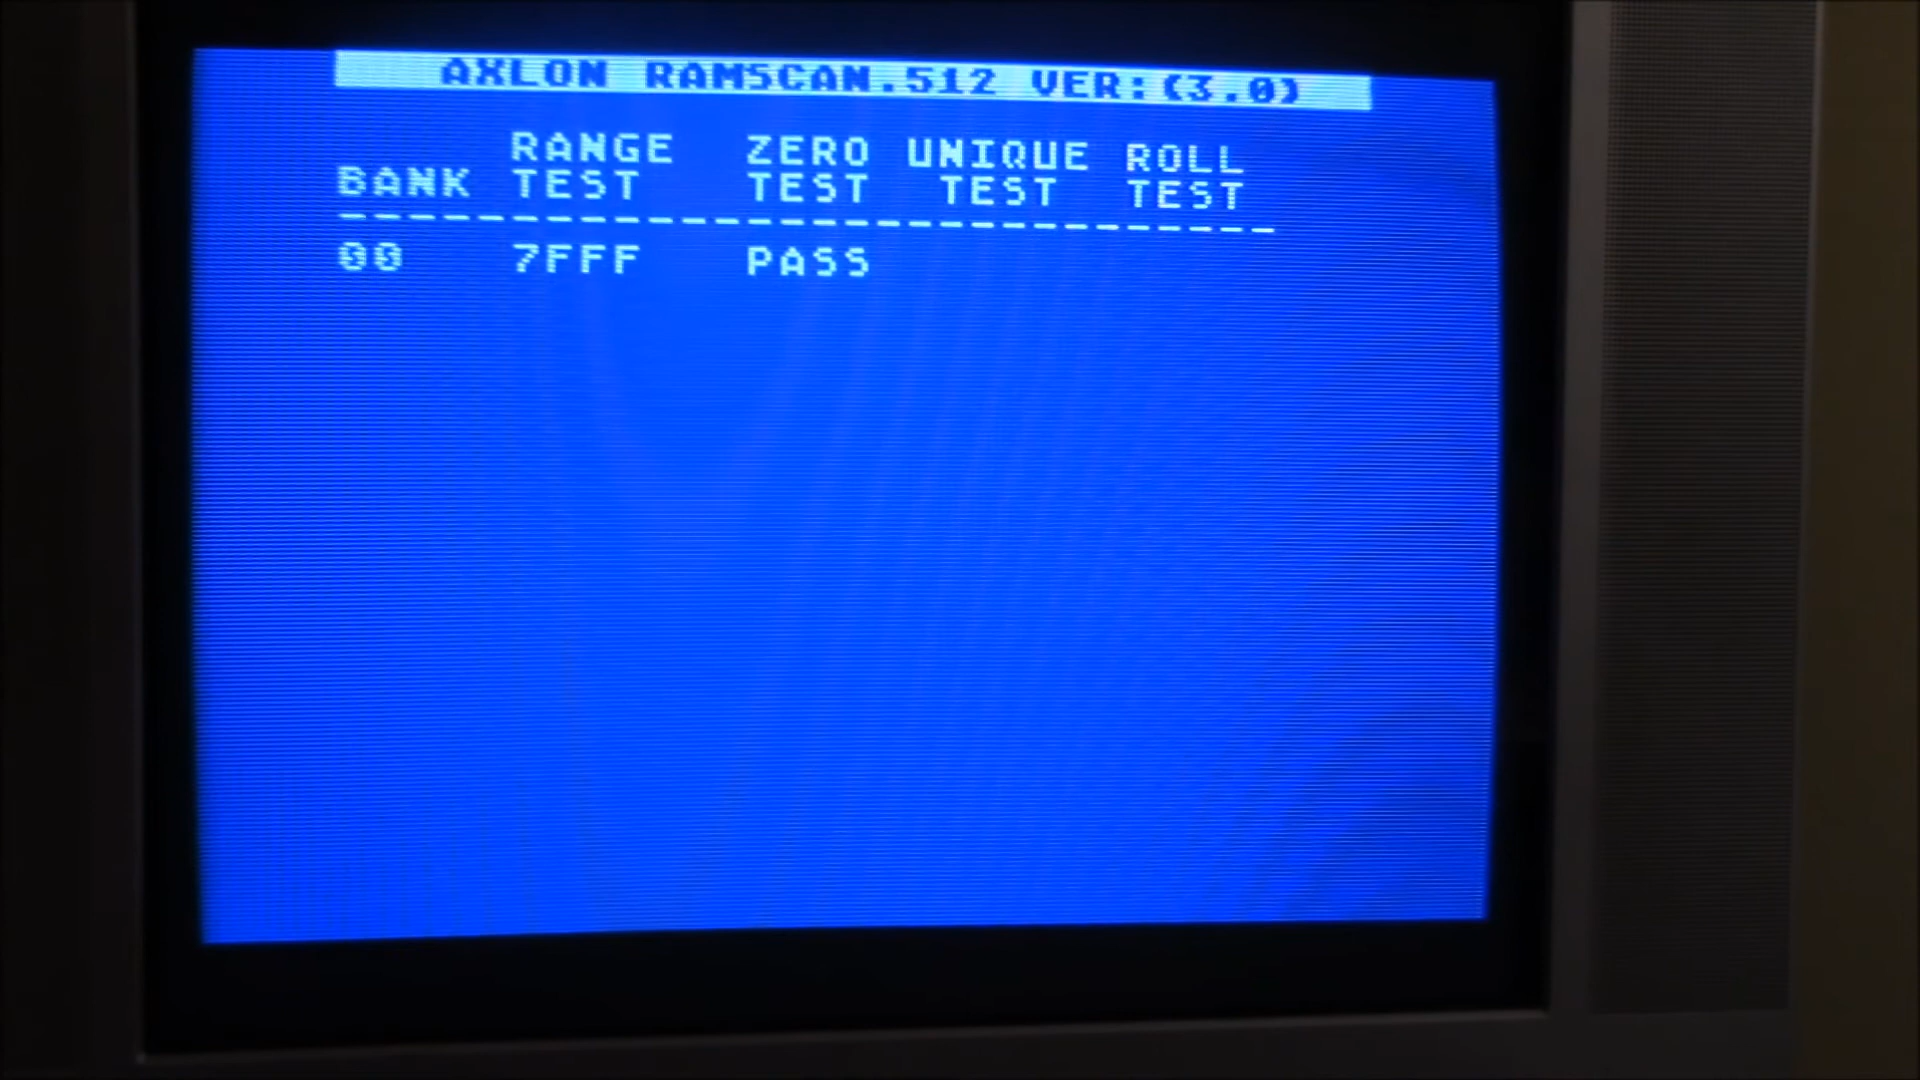 AXLON RAMSCAN.512 VER:(3.0)
RANGE ZERO UNIQUE ROLL
BANK TEST TEST TEST TEST
----------------------------
00 7FFF PASS